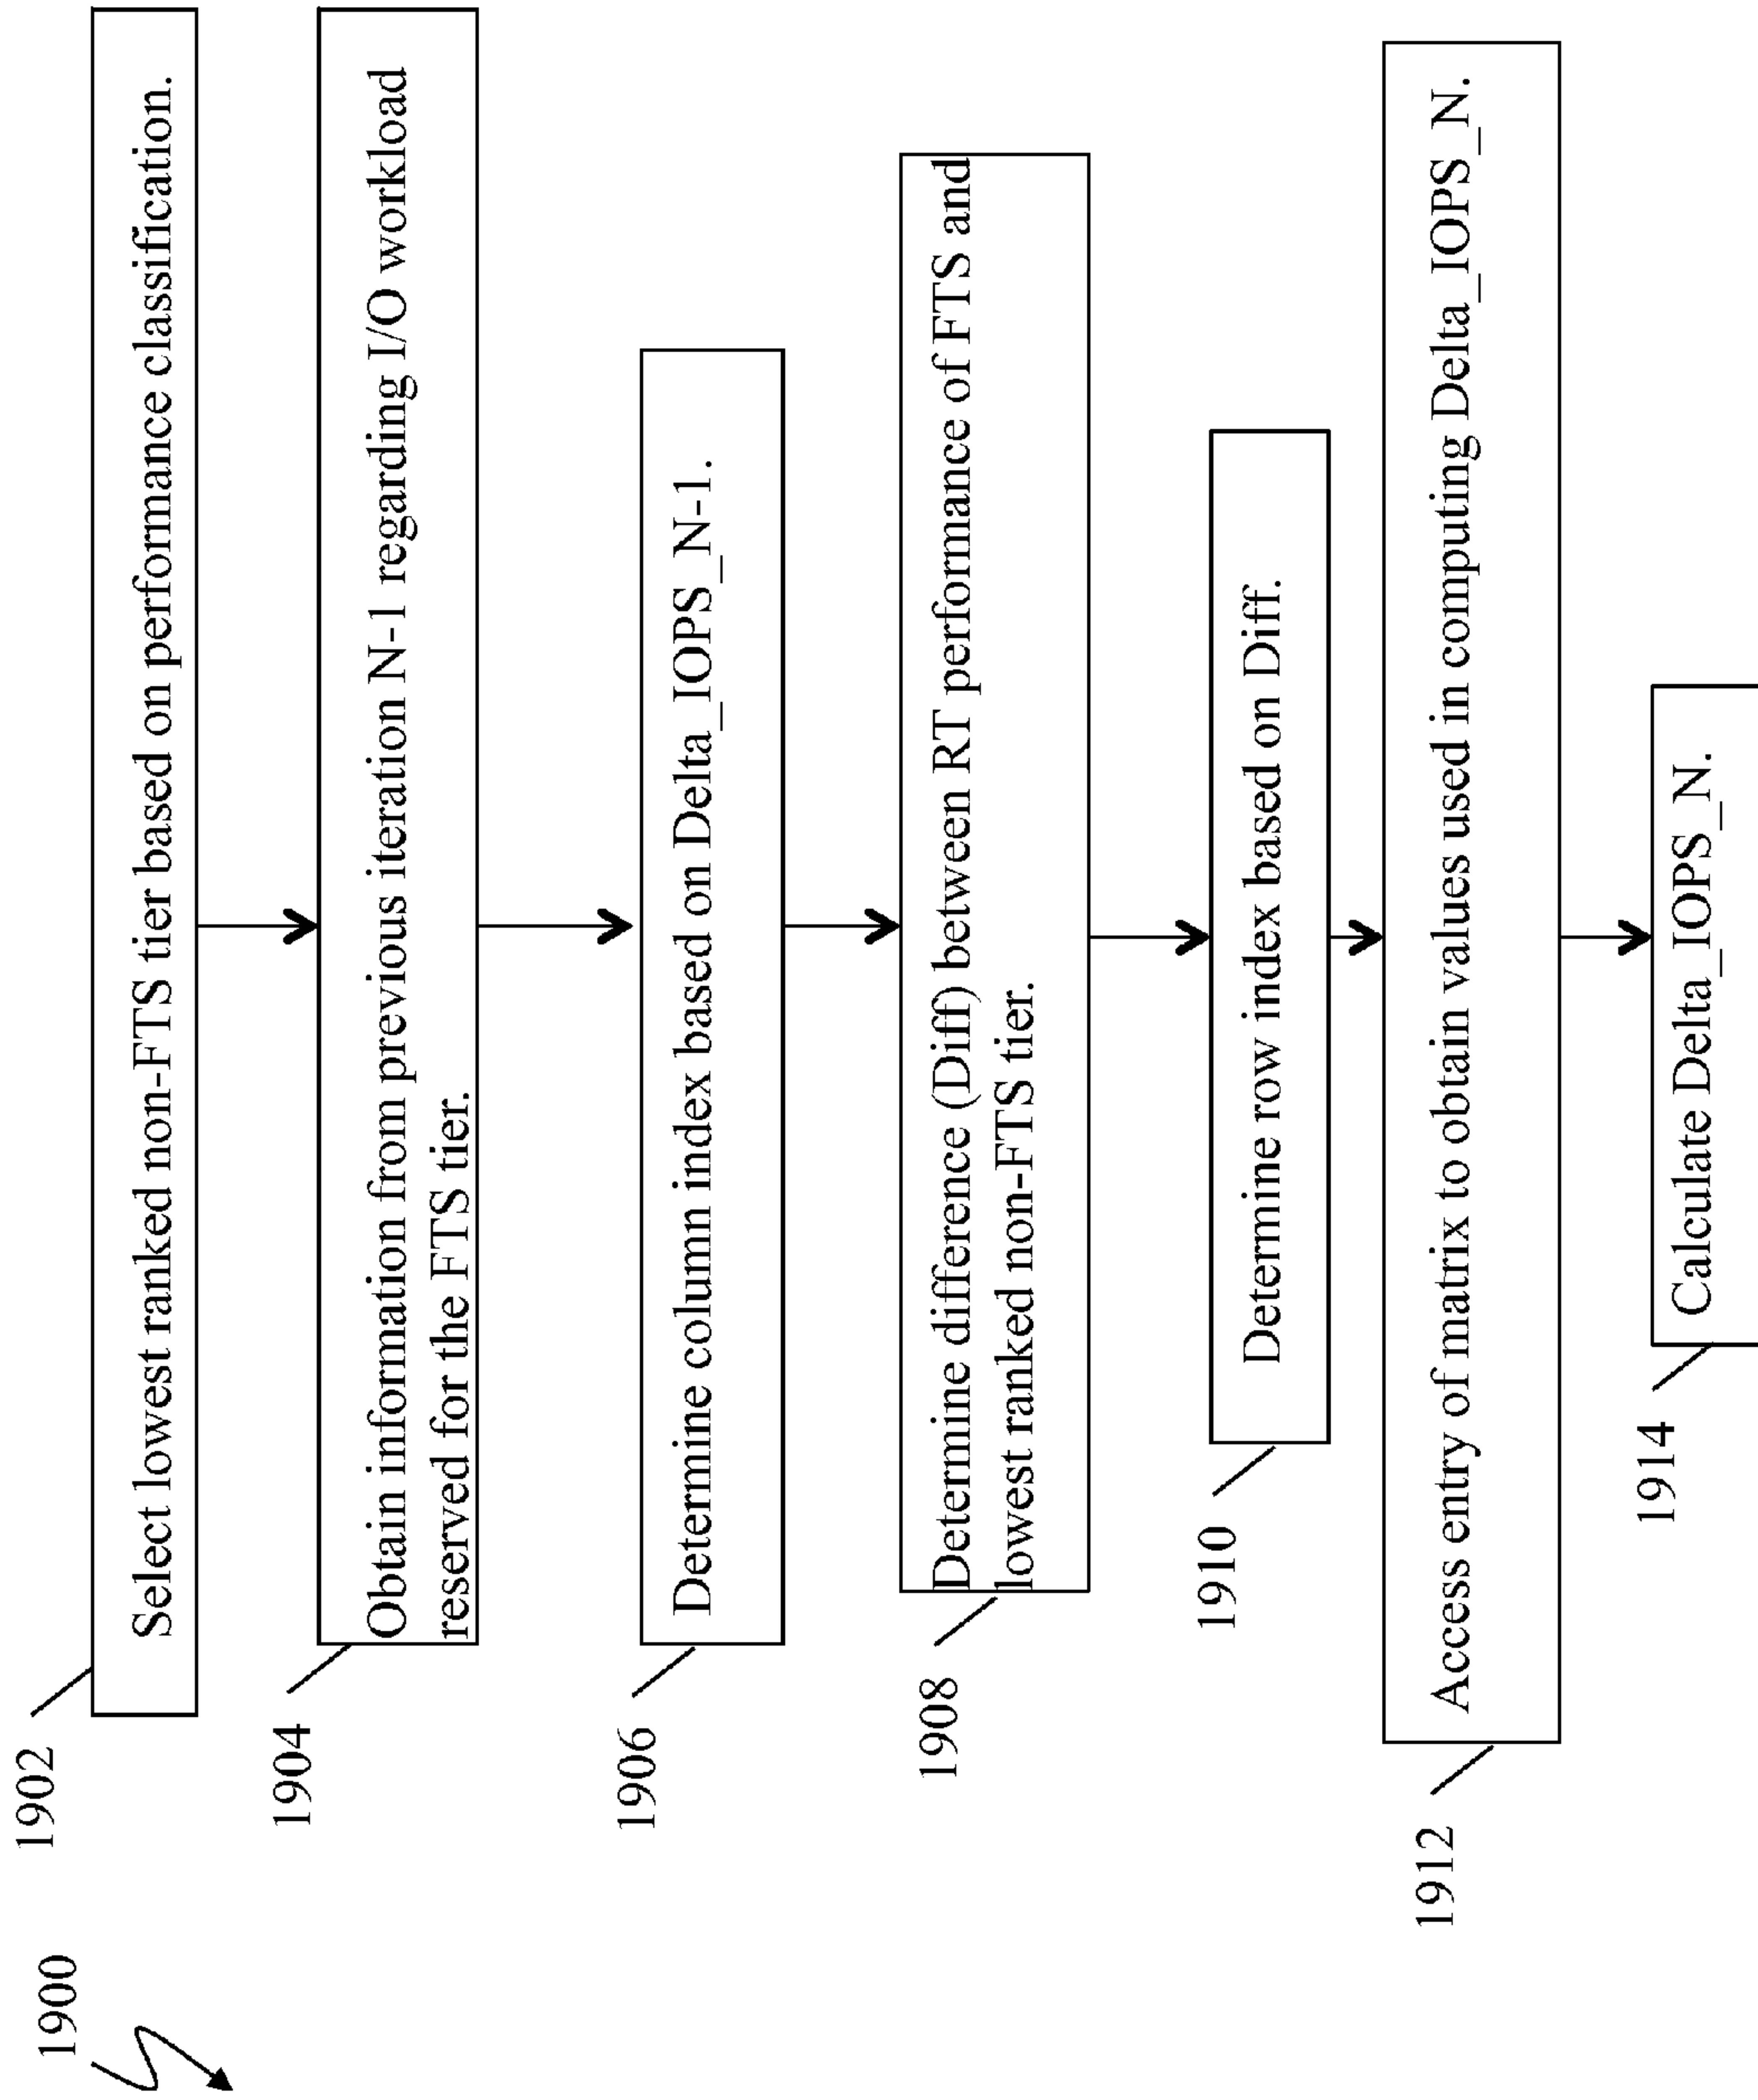 1900
1902
Select lowest ranked non-FTS tier based on performance classification.
1904
Obtain information from previous iteration N-1 regarding I/O workload
reserved for the FTS tier.
1906
Determine column index based on Delta_IOPS_N-1.
1908
Determine difference (Diff) between RT performance of FTS and
lowest ranked non-FTS tier.
1910
Determine row index based on Diff.
1912
Access entry of matrix to obtain values used in computing Delta_IOPS_N.
1914
Calculate Delta_IOPS_N.